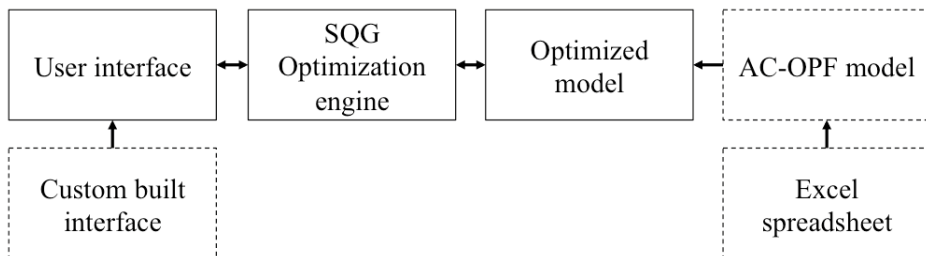 User interface
SQG
Optimization
engine
Optimized
model
AC-OPF model
Custom built
interface
Excel
spreadsheet